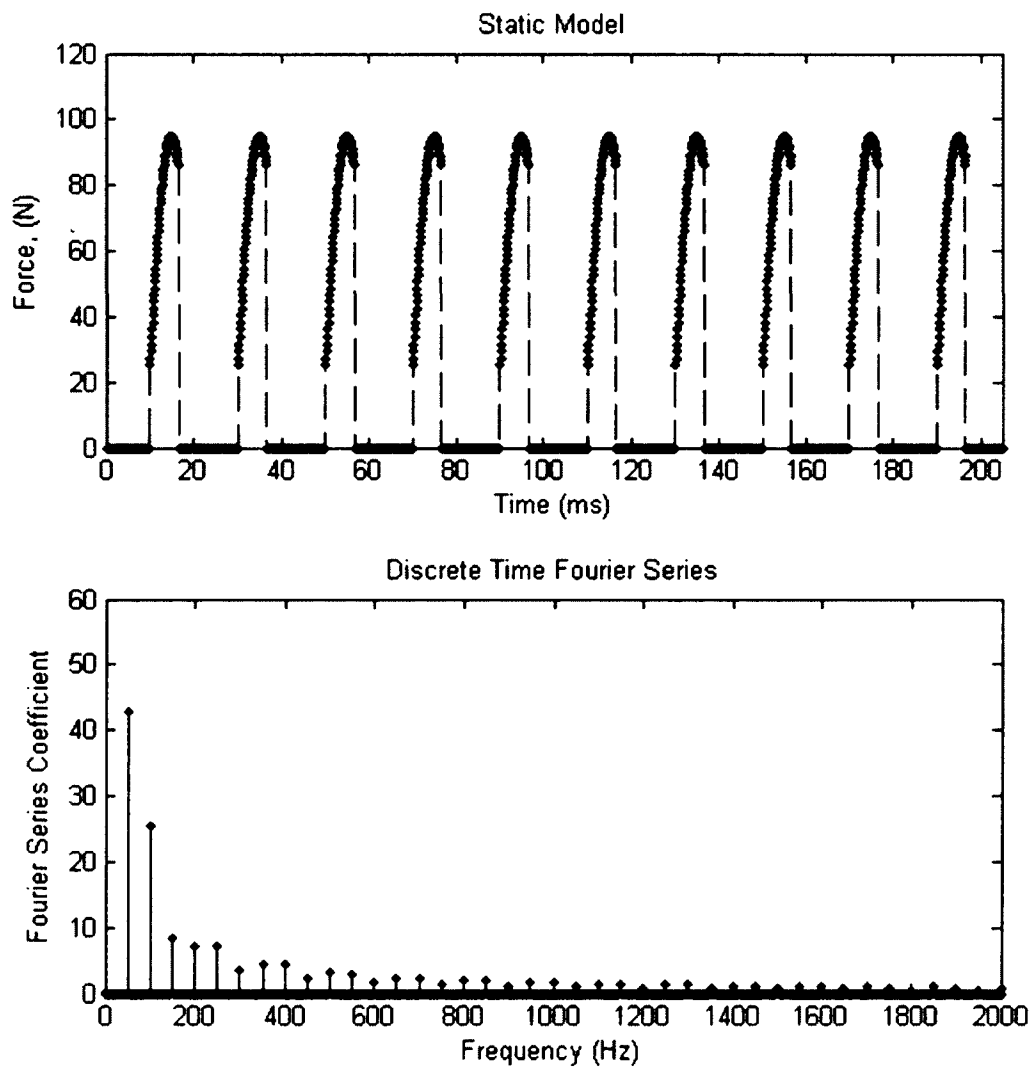 Static Model
120
100
80
60
40
20
0
Force, (N)
0 20 40 60 80 100 120 140 160 180 200
Time (ms)
Discrete Time Fourier Series
60
50
40
30
20
10
0
Fourier Series Coefficient
0 200 400 600 800 1000 1200 1400 1600 1800 2000
Frequency (Hz)